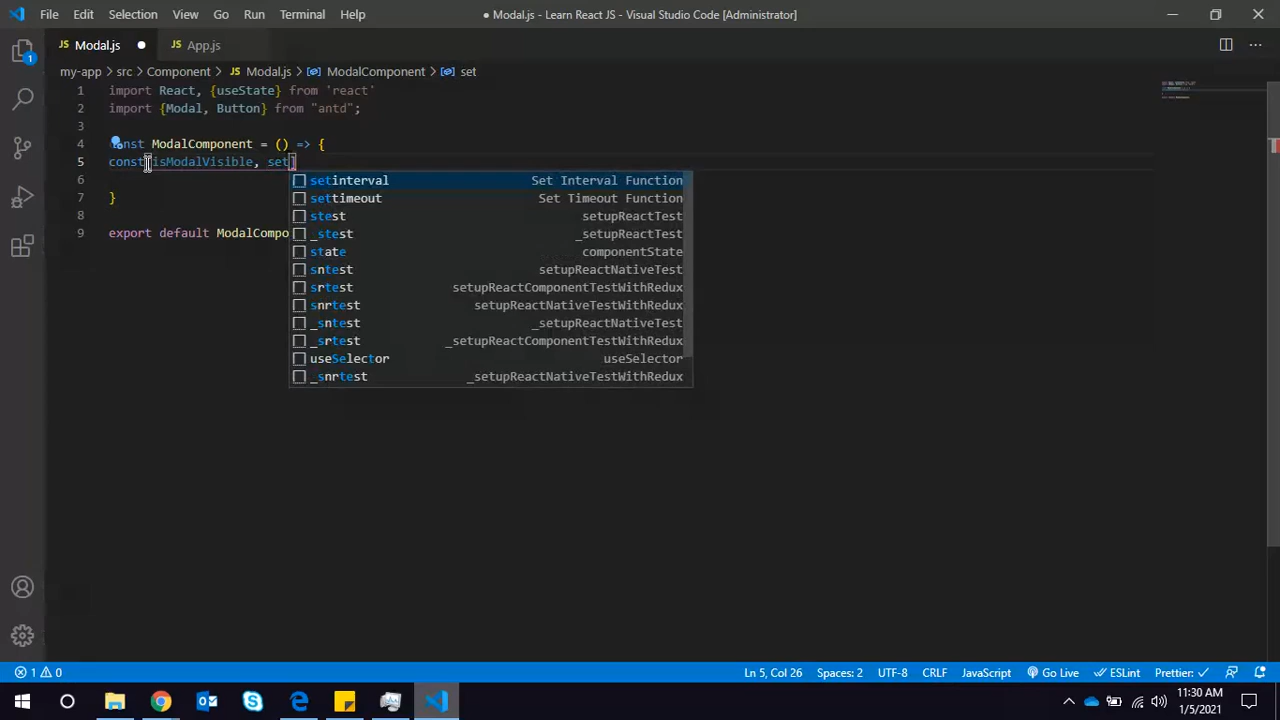 File Edit Selection View Go Run Terminal Help
● Modal.js - Learn React JS - Visual Studio Code [Administrator]
Modal.js ● App.js
my-app > src > Component > Modal.js > ModalComponent > set
1 import React, {useState} from 'react'
2 import {Modal, Button} from "antd";
3
4 const ModalComponent = () => {
5 const isModalVisible, set]
6
7 }
8
9 export default ModalCompo
setinterval Set Interval Function
settimeout Set Timeout Function
stest setupReactTest
_stest _setupReactTest
state componentState
sntest setupReactNativeTest
srtest setupReactComponentTestWithRedux
snrtest setupReactNativeTestWithRedux
_sntest _setupReactNativeTest
_srtest _setupReactComponentTestWithRedux
useSelector useSelector
_snrtest _setupReactNativeTestWithRedux
1
1 0 Ln 5, Col 26 Spaces: 2 UTF-8 CRLF JavaScript Go Live ESLint Prettier: ✓
11:30 AM
1/5/2021